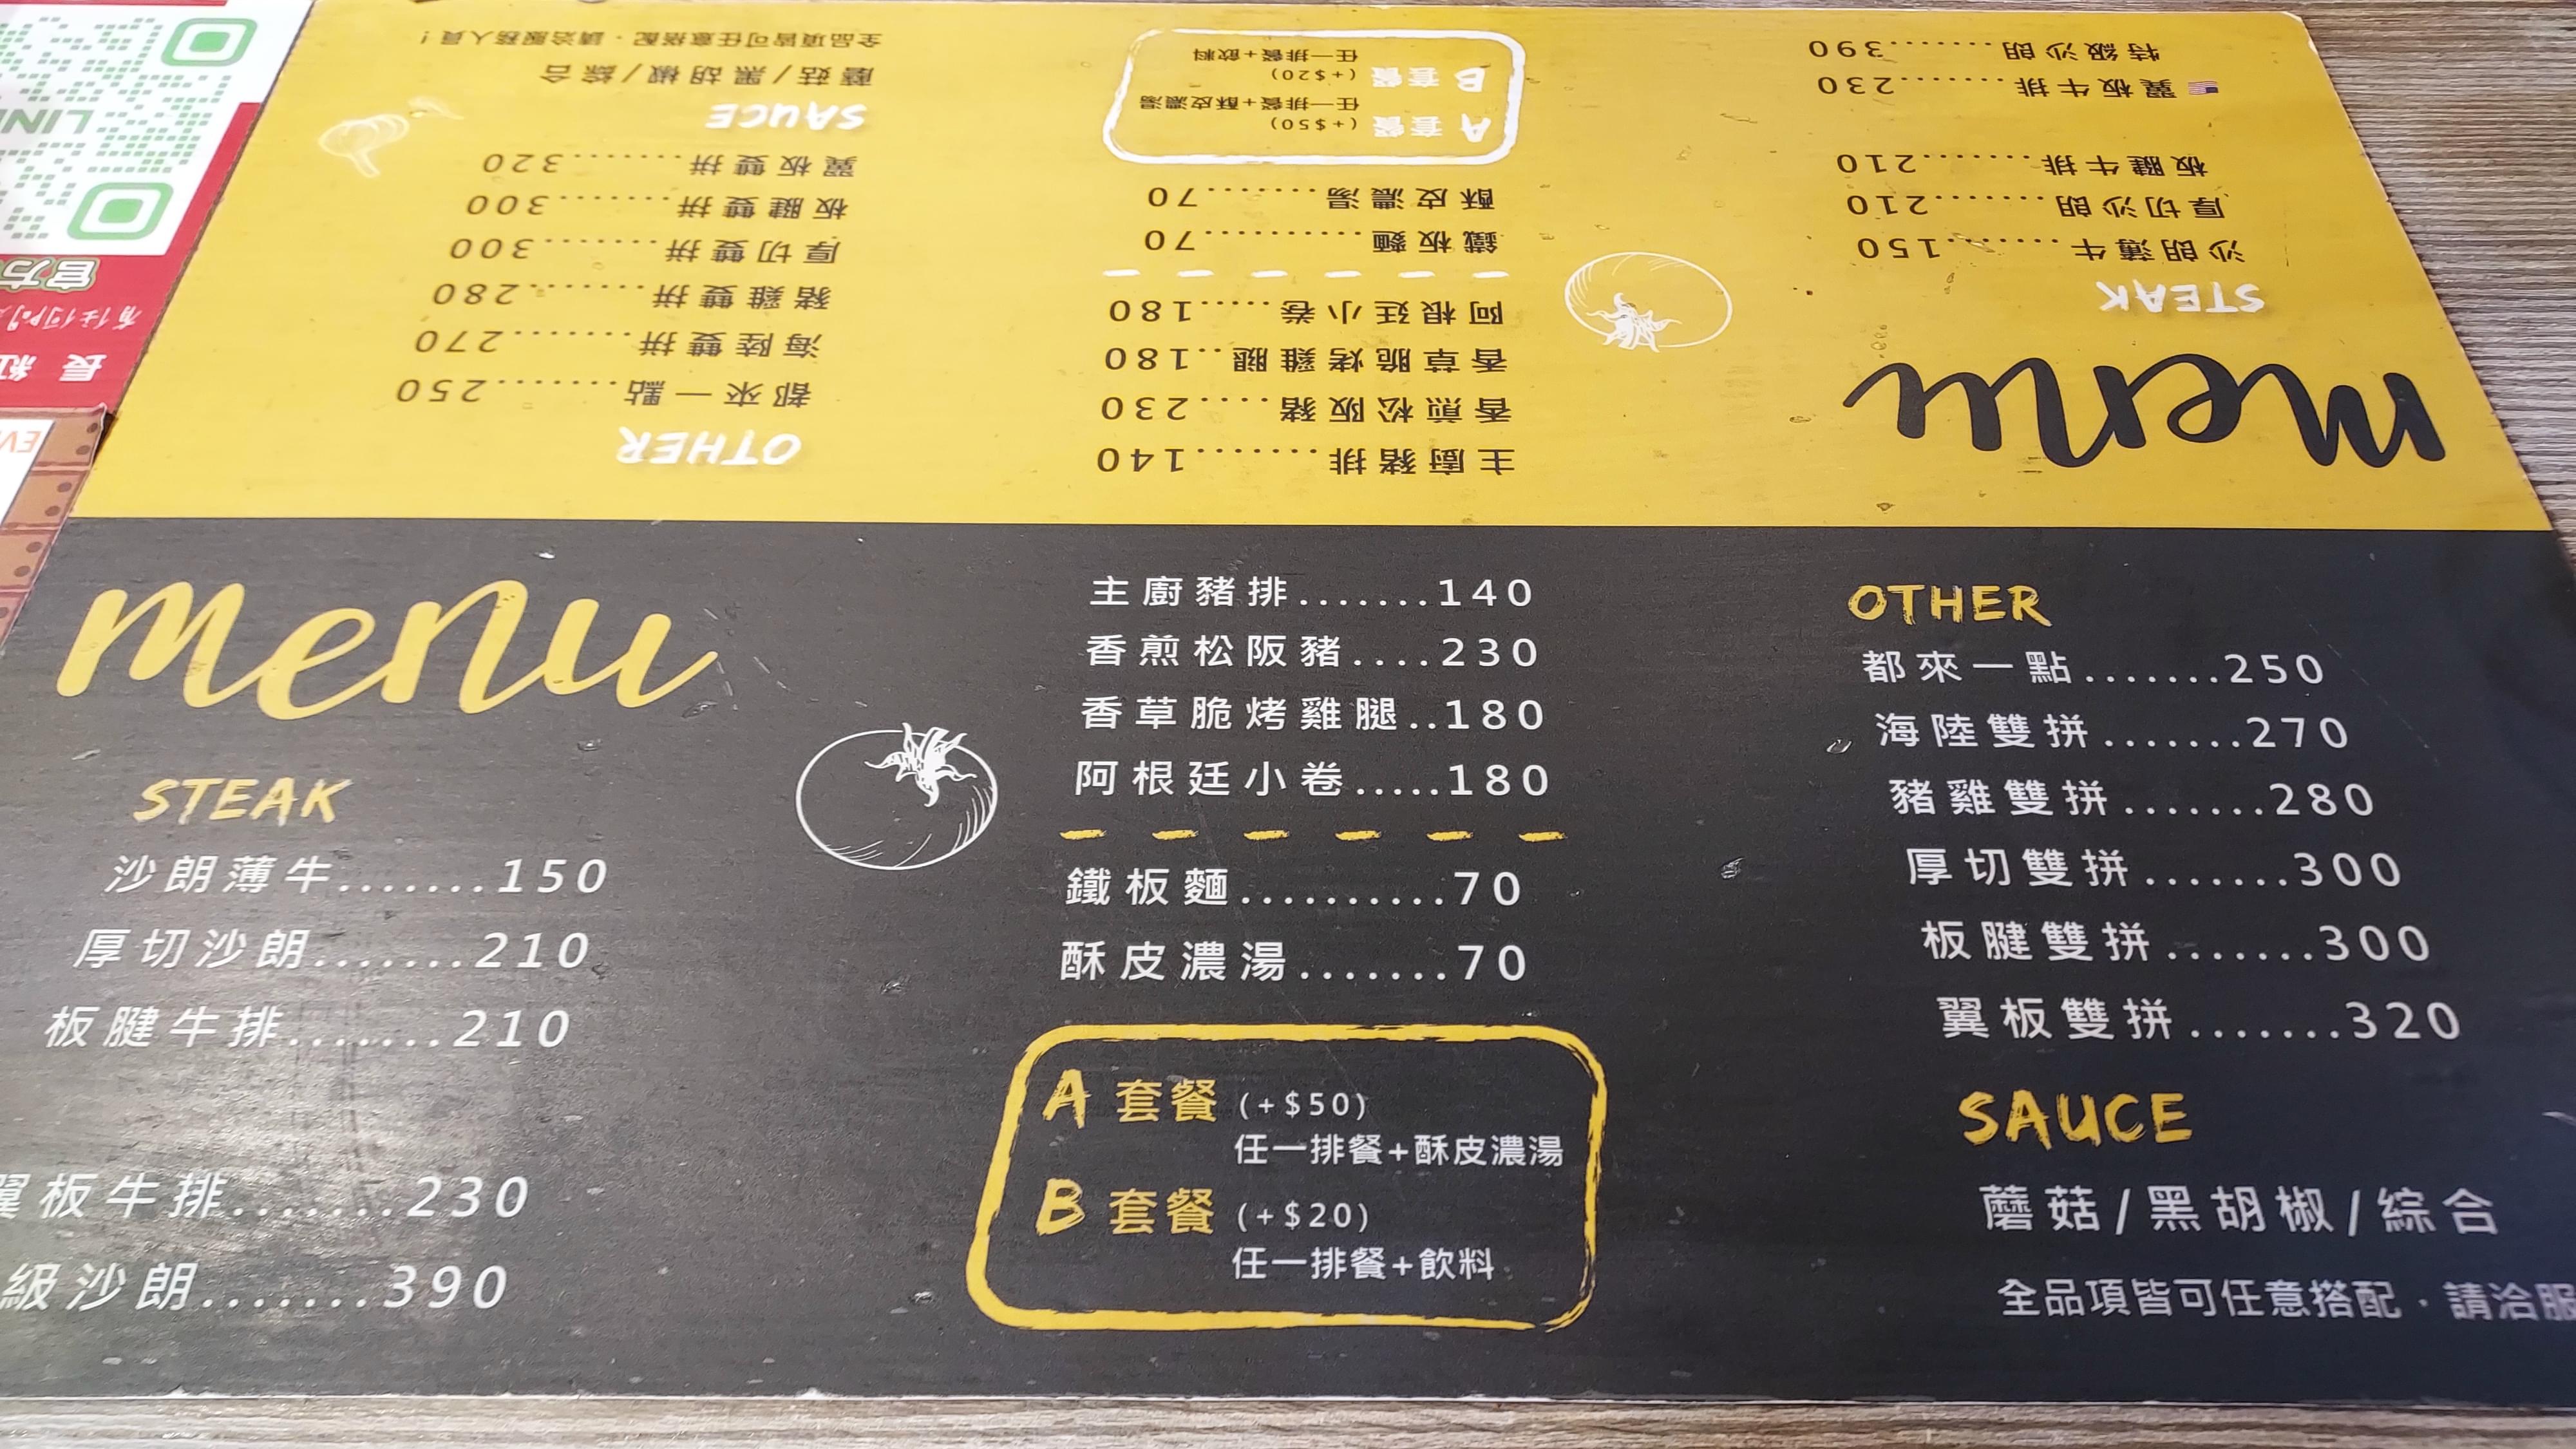 全品項皆可任意搭配・請洽服務人員！
蘑菇/黑胡椒/綜合
SAUCE
翼板雙拼........320
板腱雙拼........300
厚切雙拼........300
豬雞雙拼.......280
海陸雙拼.......270
都來一點.......250
OTHER
任一排餐+飲料
B 套餐 (+$20)
任一排餐+酥皮濃湯
A 套餐 (+$50)
酥皮濃湯........70
鐵板麵...........70
阿根廷小卷.....180
香草脆烤雞腿..180
香煎松阪豬....230
主廚豬排.......140
特級沙朗.......390
翼板牛排.......230
板腱牛排.......210
厚切沙朗.......210
沙朗薄牛.......150
STEAK
menu
LINE
官方
有任何問
長 紅
menu
STEAK
沙朗薄牛.......150
厚切沙朗.......210
板腱牛排.......210
翼板牛排.......230
級沙朗.......390
主廚豬排.......140
香煎松阪豬....230
香草脆烤雞腿..180
阿根廷小卷.....180
鐵板麵..........70
酥皮濃湯.......70
A 套餐 (+$50)
任一排餐+酥皮濃湯
B 套餐 (+$20)
任一排餐+飲料
OTHER
都來一點.......250
海陸雙拼.......270
豬雞雙拼.......280
厚切雙拼.......300
板腱雙拼.......300
翼板雙拼.......320
SAUCE
蘑菇/黑胡椒/綜合
全品項皆可任意搭配・請洽服